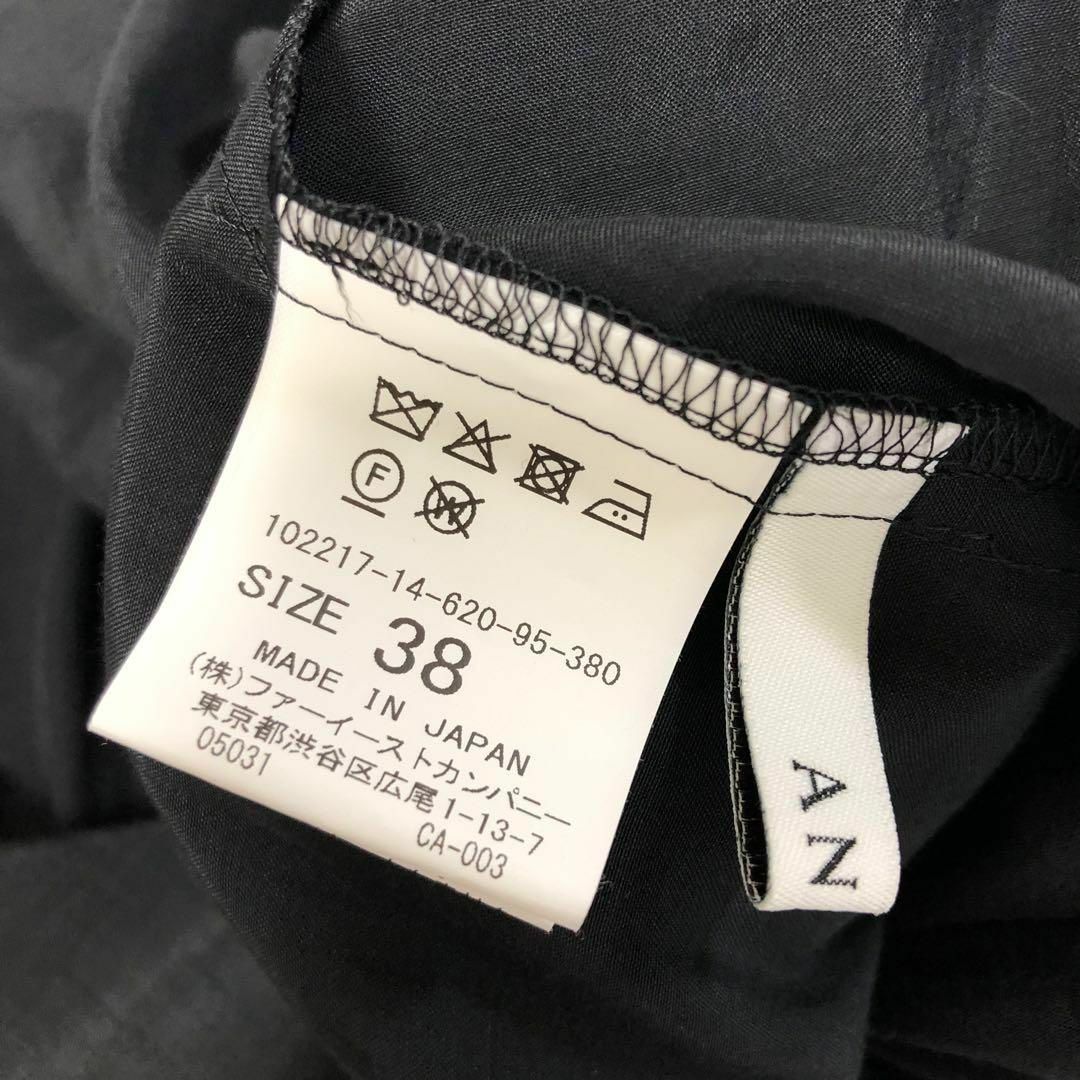 F
W
102217-14-620-95-380
SIZE 38
MADE IN JAPAN
(株)ファーイーストカンパニー
東京都渋谷区広尾1-13-7
05031 CA-003
AN